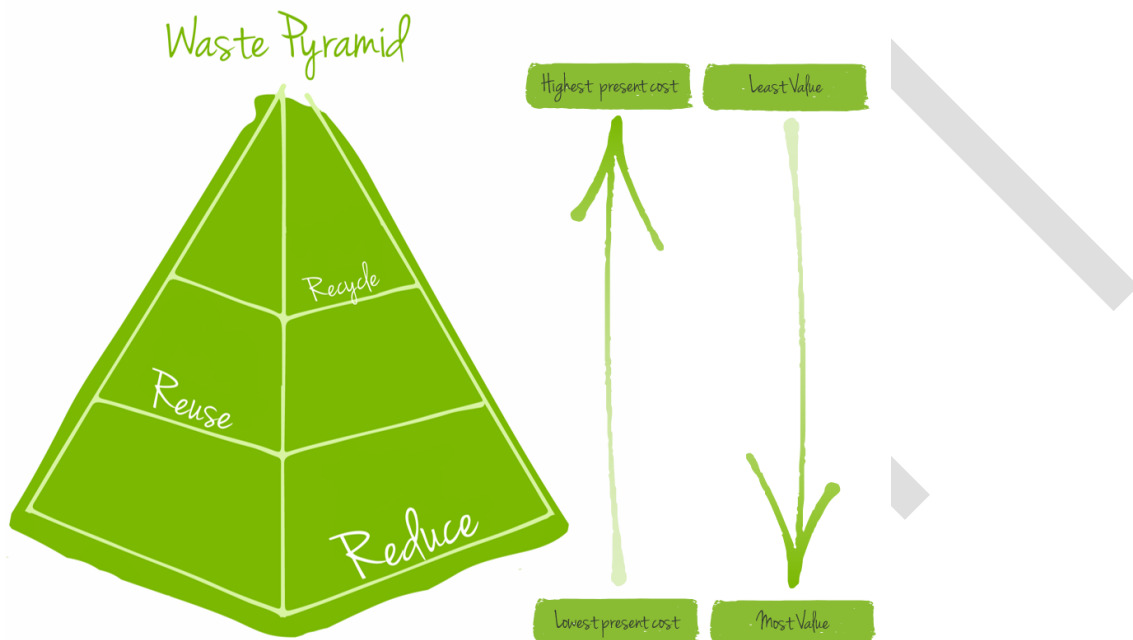 Waste Pyramid
Highest present cost
Least Value
Recycle
Reuse
Reduce
Lowest present cost
Most Value